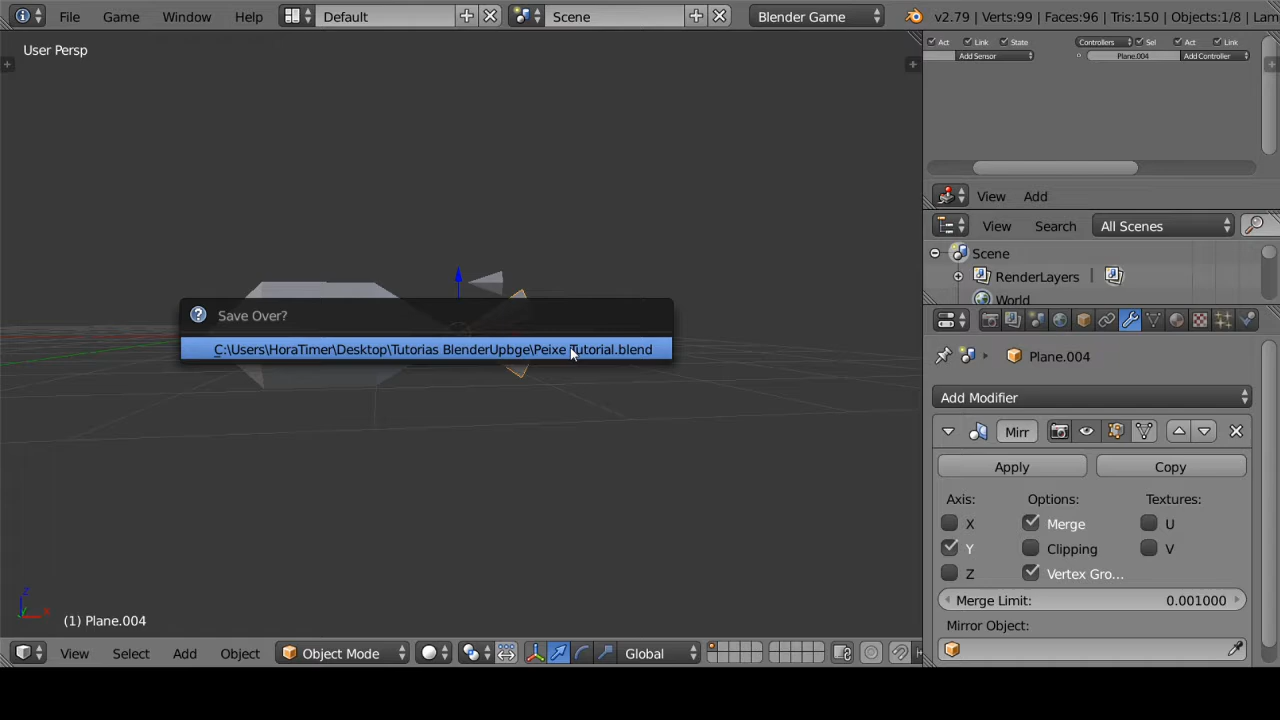 File Game Window Help Default Scene Blender Game v2.79 | Verts:99 | Faces:96 | Tris:150 | Objects:1/8 | Lam
User Persp
Act Link State Controllers Sel Act Link
Add Sensor Plane.004 Add Controller
View Add
View Search All Scenes
Scene
RenderLayers
World
Save Over?
C:\Users\HoraTimer\Desktop\Tutorias BlenderUpbge\Peixe Tutorial.blend
Plane.004
Add Modifier
Mirr
Apply Copy
Axis: Options: Textures:
X Merge U
Y Clipping V
Z Vertex Gro...
Merge Limit: 0.001000
Mirror Object:
z
x
(1) Plane.004
View Select Add Object Object Mode Global